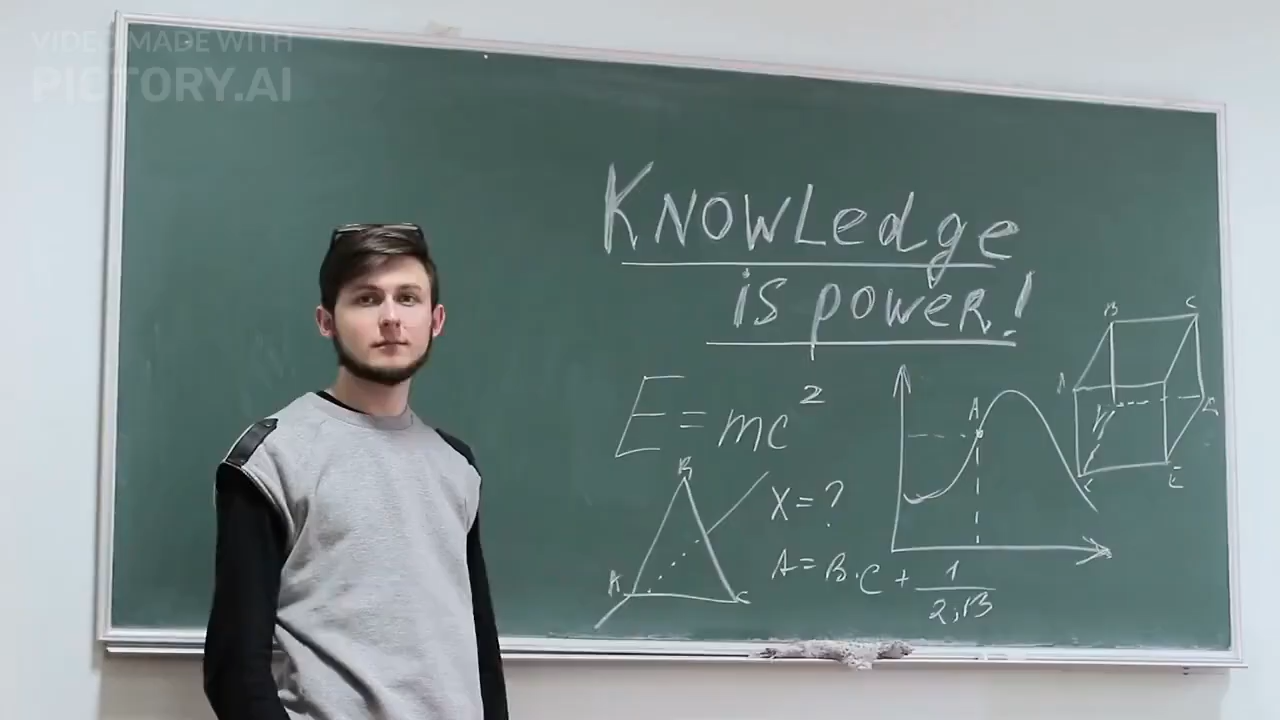 VIDEO MADE WITH
PICTORY.AI
Knowledge
is power!
E = mc²
B
A
C
X = ?
A = B·C + 1/2,13
A
B
C
A
E